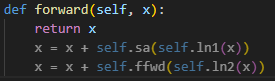 def forward(self, x):
return x
x = x + self.sa(self.ln1(x))
x = x + self.ffwd(self.ln2(x))